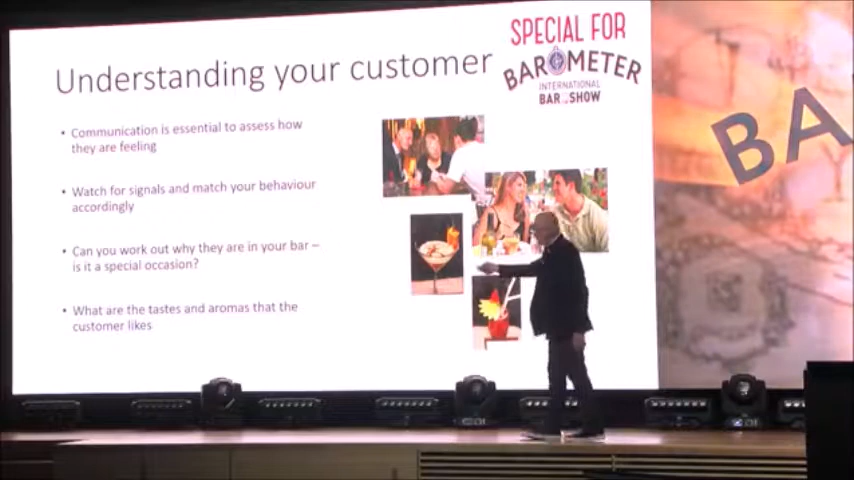 SPECIAL FOR
BAROMETER
INTERNATIONAL
BAR SHOW
Understanding your customer
• Communication is essential to assess how
they are feeling
• Watch for signals and match your behaviour
accordingly
• Can you work out why they are in your bar –
is it a special occasion?
• What are the tastes and aromas that the
customer likes
BA